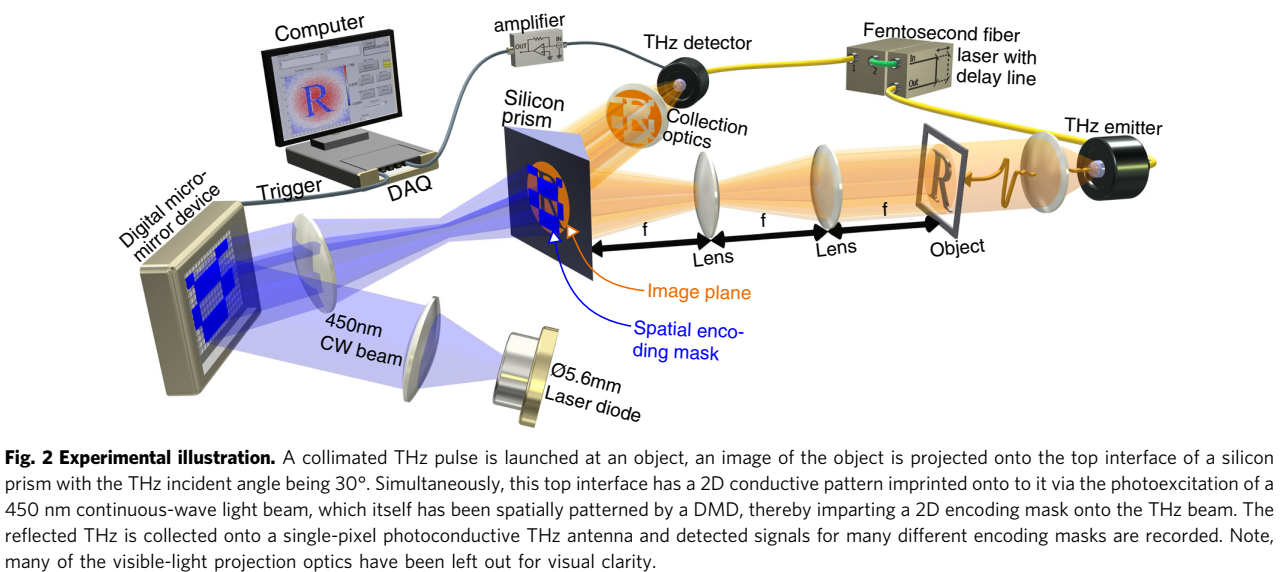 Computer
amplifier
OUT
IN
THz detector
Femtosecond fiber
laser with
delay line
1
2
In
Out
Silicon
prism
Collection
optics
THz emitter
R
R
R
R
Trigger
DAQ
Digital micro-
mirror device
f
f
f
Lens
Lens
Object
Image plane
Spatial enco-
ding mask
450nm
CW beam
Ø5.6mm
Laser diode
Fig. 2 Experimental illustration. A collimated THz pulse is launched at an object, an image of the object is projected onto the top interface of a silicon
prism with the THz incident angle being 30°. Simultaneously, this top interface has a 2D conductive pattern imprinted onto to it via the photoexcitation of a
450 nm continuous-wave light beam, which itself has been spatially patterned by a DMD, thereby imparting a 2D encoding mask onto the THz beam. The
reflected THz is collected onto a single-pixel photoconductive THz antenna and detected signals for many different encoding masks are recorded. Note,
many of the visible-light projection optics have been left out for visual clarity.